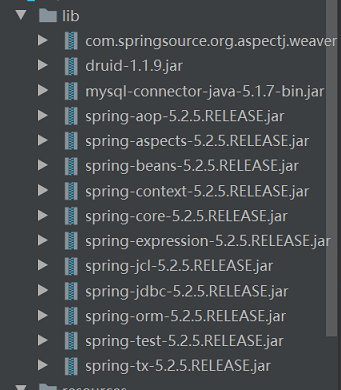 lib
com.springsource.org.aspectj.weaver
druid-1.1.9.jar
mysql-connector-java-5.1.7-bin.jar
spring-aop-5.2.5.RELEASE.jar
spring-aspects-5.2.5.RELEASE.jar
spring-beans-5.2.5.RELEASE.jar
spring-context-5.2.5.RELEASE.jar
spring-core-5.2.5.RELEASE.jar
spring-expression-5.2.5.RELEASE.jar
spring-jcl-5.2.5.RELEASE.jar
spring-jdbc-5.2.5.RELEASE.jar
spring-orm-5.2.5.RELEASE.jar
spring-test-5.2.5.RELEASE.jar
spring-tx-5.2.5.RELEASE.jar